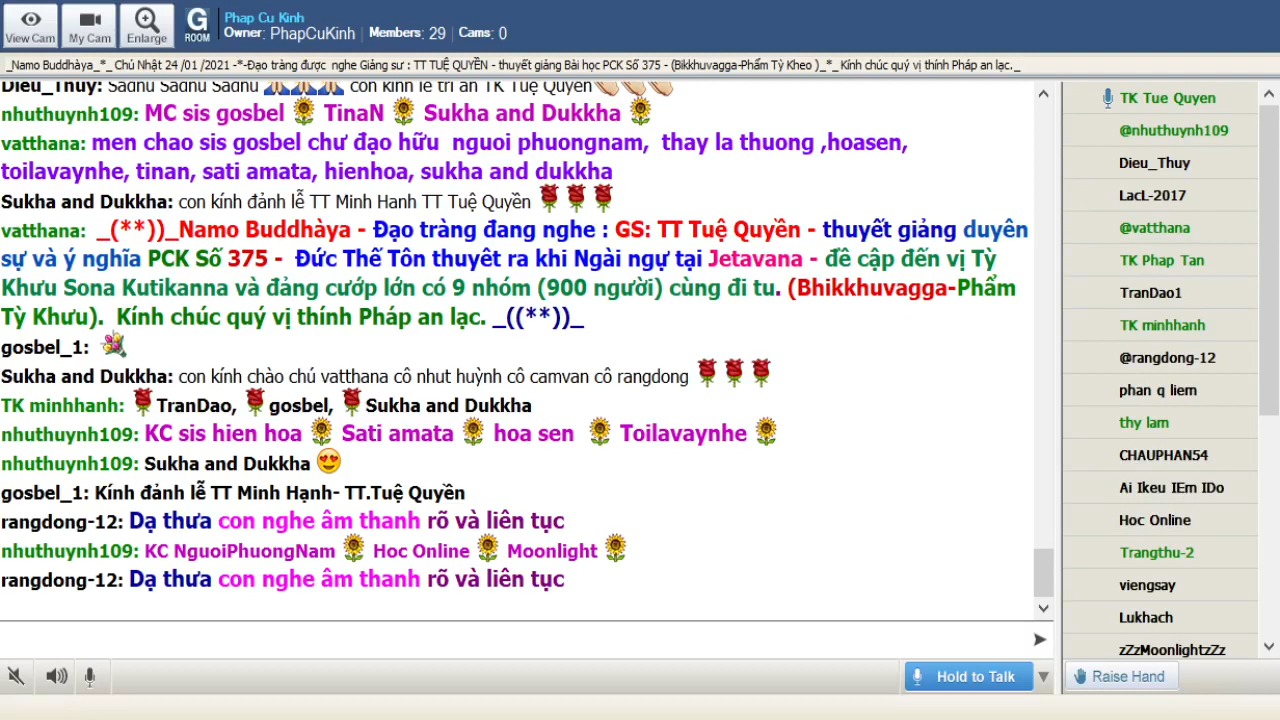 View Cam
My Cam
Enlarge
G
ROOM
Phap Cu Kinh
Owner: PhapCuKinh | Members: 29 | Cams: 0
_Namo Buddhàya_*_ Chủ Nhật 24 /01 /2021 -*-Đạo tràng được nghe Giảng sư : TT TUỆ QUYỀN - thuyết giảng Bài học PCK Số 375 - (Bikkhuvagga-Phẩm Tỳ Kheo )_*_ Kính chúc quý vị thính Pháp an lạc._
Dieu_Thuy: Sadhu Sadhu Sadhu con kính lễ tri ân TK Tuệ Quyền
nhuthuynh109: MC sis gosbel TinaN Sukha and Dukkha
vatthana: men chao sis gosbel chư đạo hữu nguoi phuongnam, thay la thuong ,hoasen,
toilavaynhe, tinan, sati amata, hienhoa, sukha and dukkha
Sukha and Dukkha: con kính đảnh lễ TT Minh Hanh TT Tuệ Quyền
vatthana: _(**))_Namo Buddhàya - Đạo tràng đang nghe : GS: TT Tuệ Quyền - thuyết giảng duyên
sự và ý nghĩa PCK Số 375 - Đức Thế Tôn thuyêt ra khi Ngài ngự tại Jetavana - đề cập đến vị Tỳ
Khưu Sona Kutikanna và đảng cướp lớn có 9 nhóm (900 người) cùng đi tu. (Bhikkhuvagga-Phẩm
Tỳ Khưu). Kính chúc quý vị thính Pháp an lạc. _((**))_
gosbel_1:
Sukha and Dukkha: con kính chào chú vatthana cô nhut huỳnh cô camvan cô rangdong
TK minhhanh: TranDao, gosbel, Sukha and Dukkha
nhuthuynh109: KC sis hien hoa Sati amata hoa sen Toilavaynhe
nhuthuynh109: Sukha and Dukkha
gosbel_1: Kính đảnh lễ TT Minh Hạnh- TT.Tuệ Quyền
rangdong-12: Dạ thưa con nghe âm thanh rõ và liên tục
nhuthuynh109: KC NguoiPhuongNam Hoc Online Moonlight
rangdong-12: Dạ thưa con nghe âm thanh rõ và liên tục
Hold to Talk
TK Tue Quyen
@nhuthuynh109
Dieu_Thuy
LacL-2017
@vatthana
TK Phap Tan
TranDao1
TK minhhanh
@rangdong-12
phan q liem
thy lam
CHAUPHAN54
Ai Ikeu IEm IDo
Hoc Online
Trangthu-2
viengsay
Lukhach
zZzMoonlightzZz
Raise Hand